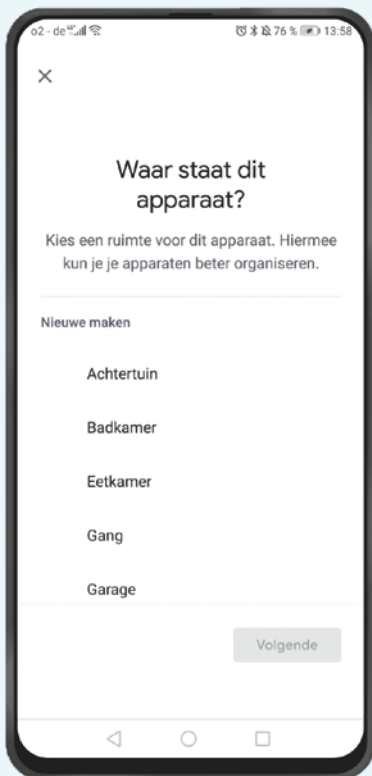 o2 - de 76 % 13:58
Waar staat dit
apparaat?
Kies een ruimte voor dit apparaat. Hiermee
kun je je apparaten beter organiseren.
Nieuwe maken
Achtertuin
Badkamer
Eetkamer
Gang
Garage
Volgende